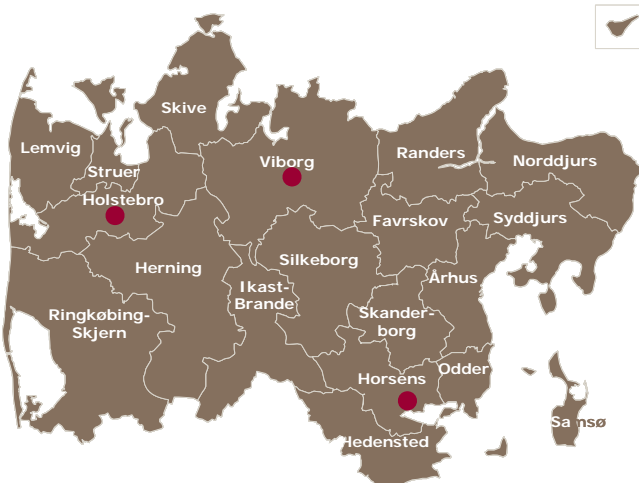 Skive
Lemvig
Struer
Holstebro
Viborg
Randers
Norddjurs
Favrskov
Syddjurs
Herning
Silkeborg
Århus
Ikast-
Brande
Ringkøbing-
Skjern
Skander-
borg
Horsens
Odder
Samsø
Hedensted